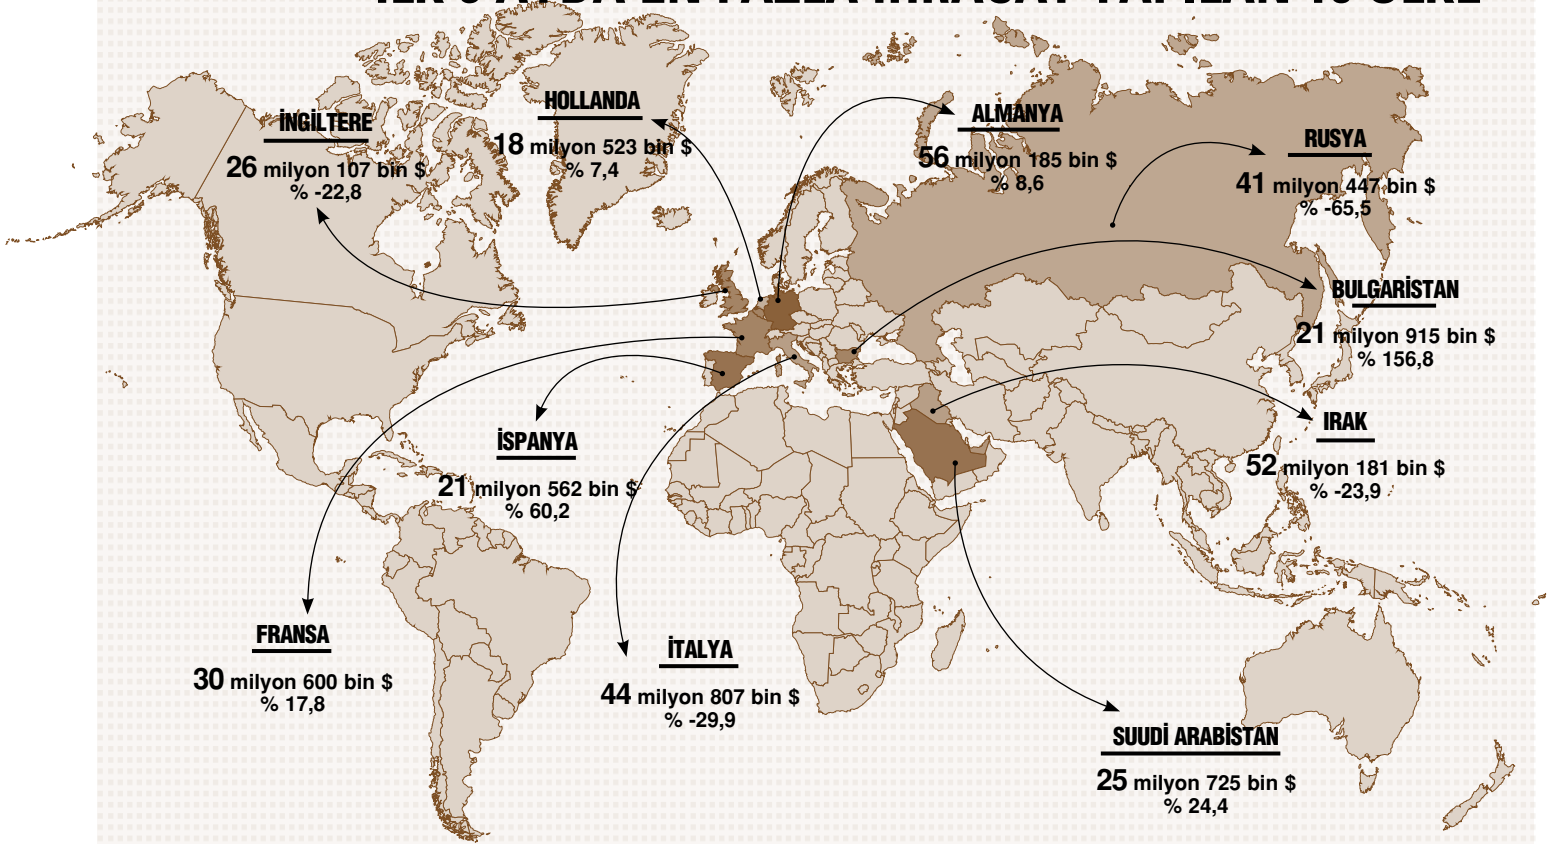 HOLLANDA
18 milyon 523 bin $
% 7,4
ALMANYA
56 milyon 185 bin $
% 8,6
İNGİLTERE
26 milyon 107 bin $
% -22,8
RUSYA
41 milyon 447 bin $
% -65,5
BULGARİSTAN
21 milyon 915 bin $
% 156,8
IRAK
52 milyon 181 bin $
% -23,9
İSPANYA
21 milyon 562 bin $
% 60,2
FRANSA
30 milyon 600 bin $
% 17,8
İTALYA
44 milyon 807 bin $
% -29,9
SUUDİ ARABİSTAN
25 milyon 725 bin $
% 24,4